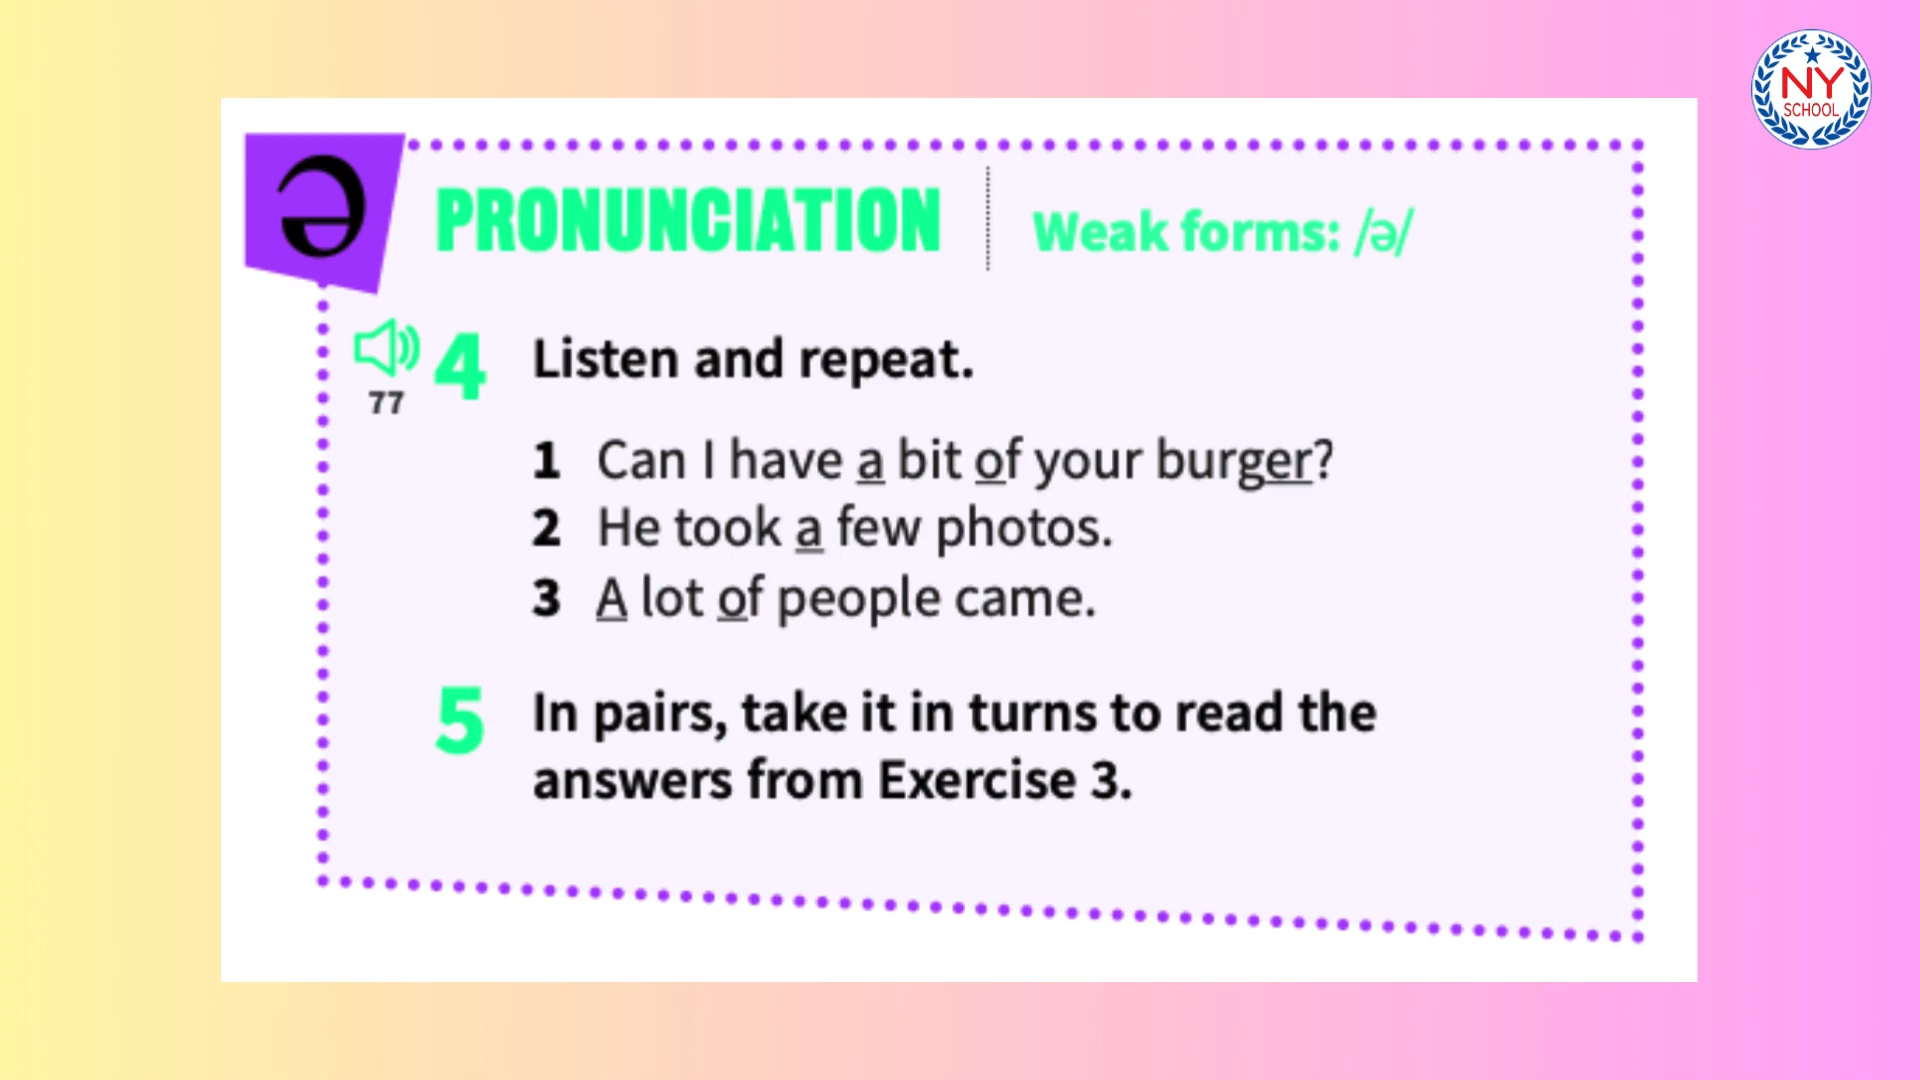 NY
SCHOOL
ə
PRONUNCIATION
Weak forms: /ə/
77
4 Listen and repeat.
1 Can I have a bit of your burger?
2 He took a few photos.
3 A lot of people came.
5 In pairs, take it in turns to read the
answers from Exercise 3.